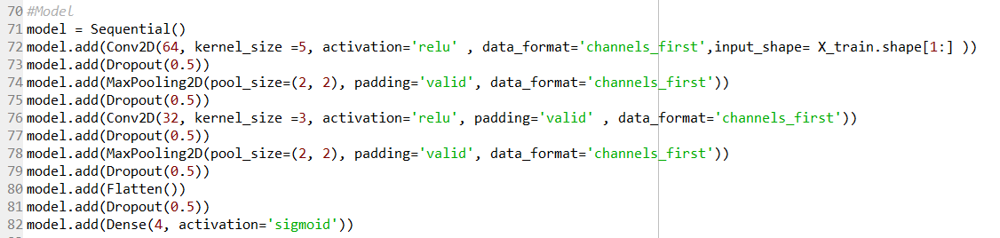 70 #Model
71 model = Sequential()
72 model.add(Conv2D(64, kernel_size =5, activation='relu' , data_format='channels_first',input_shape= X_train.shape[1:] ))
73 model.add(Dropout(0.5))
74 model.add(MaxPooling2D(pool_size=(2, 2), padding='valid', data_format='channels_first'))
75 model.add(Dropout(0.5))
76 model.add(Conv2D(32, kernel_size =3, activation='relu', padding='valid' , data_format='channels_first'))
77 model.add(Dropout(0.5))
78 model.add(MaxPooling2D(pool_size=(2, 2), padding='valid', data_format='channels_first'))
79 model.add(Dropout(0.5))
80 model.add(Flatten())
81 model.add(Dropout(0.5))
82 model.add(Dense(4, activation='sigmoid'))